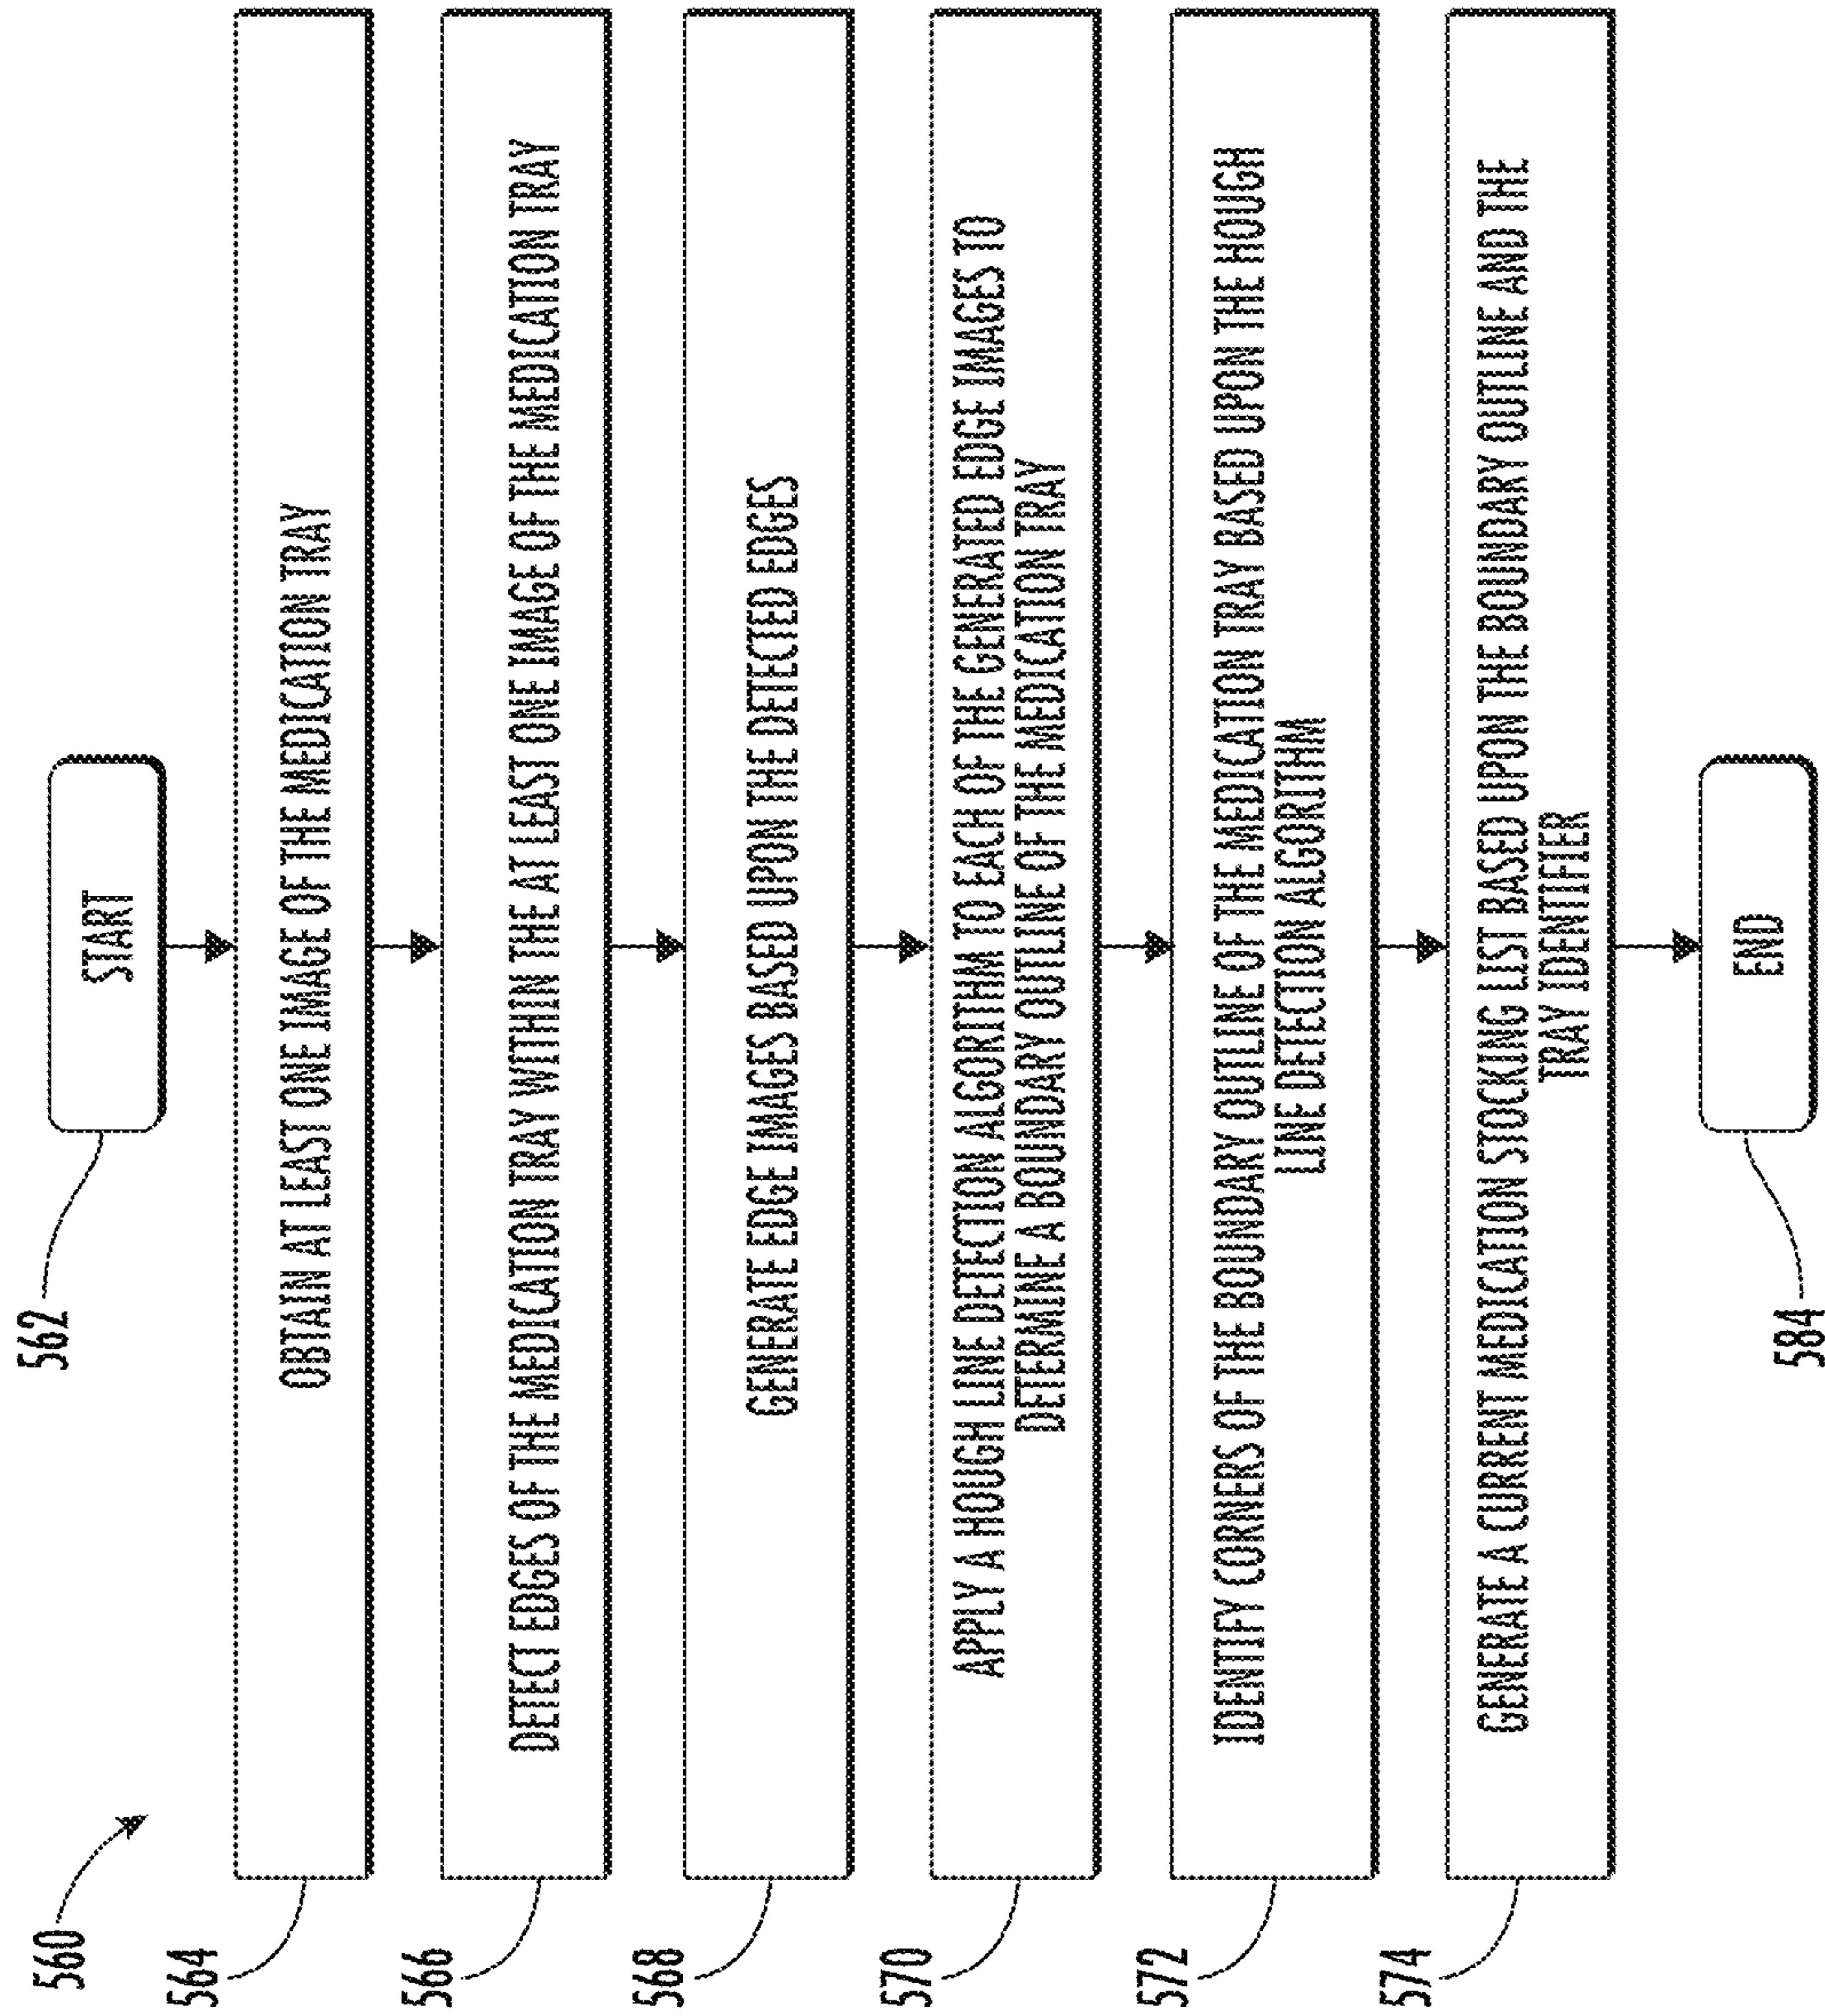 560
562
START
564
OBTAIN AT LEAST ONE IMAGE OF THE MEDICATION TRAY
566
DETECT EDGES OF THE MEDICATION TRAY WITHIN THE AT LEAST ONE IMAGE OF THE MEDICATION TRAY
568
GENERATE EDGE IMAGES BASED UPON THE DETECTED EDGES
570
APPLY A HOUGH LINE DETECTION ALGORITHM TO EACH OF THE GENERATED EDGE IMAGES TO
DETERMINE A BOUNDARY OUTLINE OF THE MEDICATION TRAY
572
IDENTIFY CORNERS OF THE BOUNDARY OUTLINE OF THE MEDICATION TRAY BASED UPON THE HOUGH
LINE DETECTION ALGORITHM
574
GENERATE A CURRENT MEDICATION STOCKING LIST BASED UPON THE BOUNDARY OUTLINE AND THE
TRAY IDENTIFIER
584
END